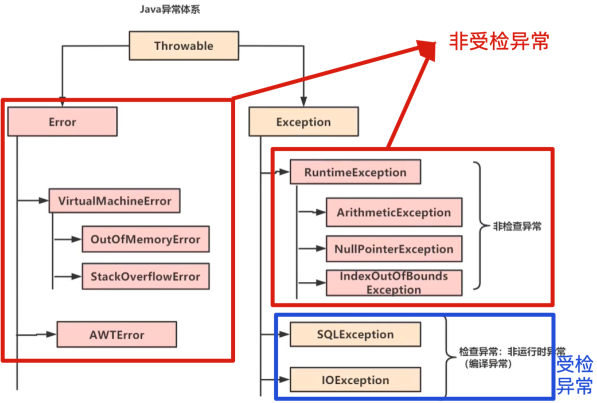 Java异常体系
Throwable
非受检异常
Error
Exception
VirtualMachineError
OutOfMemoryError
StackOverflowError
AWTError
RuntimeException
ArithmeticException
NullPointerException
IndexOutOfBounds
Exception
非检查异常
SQLException
IOException
检查异常：非运行时异常
（编译异常）
受检
异常